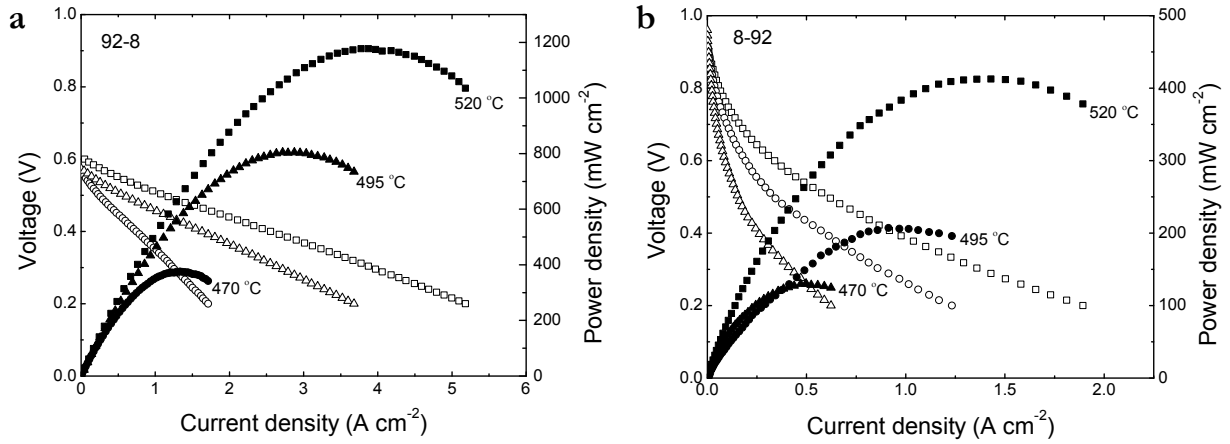 a
92-8
1.0
0.8
0.6
0.4
0.2
0.0
Voltage (V)
0 1 2 3 4 5 6
Current density (A cm-2)
1200
1000
800
600
400
200
0
Power density (mW cm-2)
520 °C
495 °C
470 °C
b
8-92
1.0
0.8
0.6
0.4
0.2
0.0
Voltage (V)
0.0 0.5 1.0 1.5 2.0
Current density (A cm-2)
500
400
300
200
100
0
Power density (mW cm-2)
520 °C
495 °C
470 °C